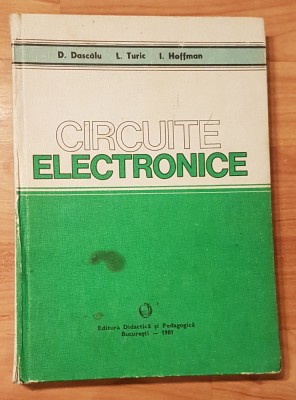 D. Dascălu L. Turic I. Hoffman
CIRCUITE
ELECTRONICE
Editura Didactică și Pedagogică
București — 1981